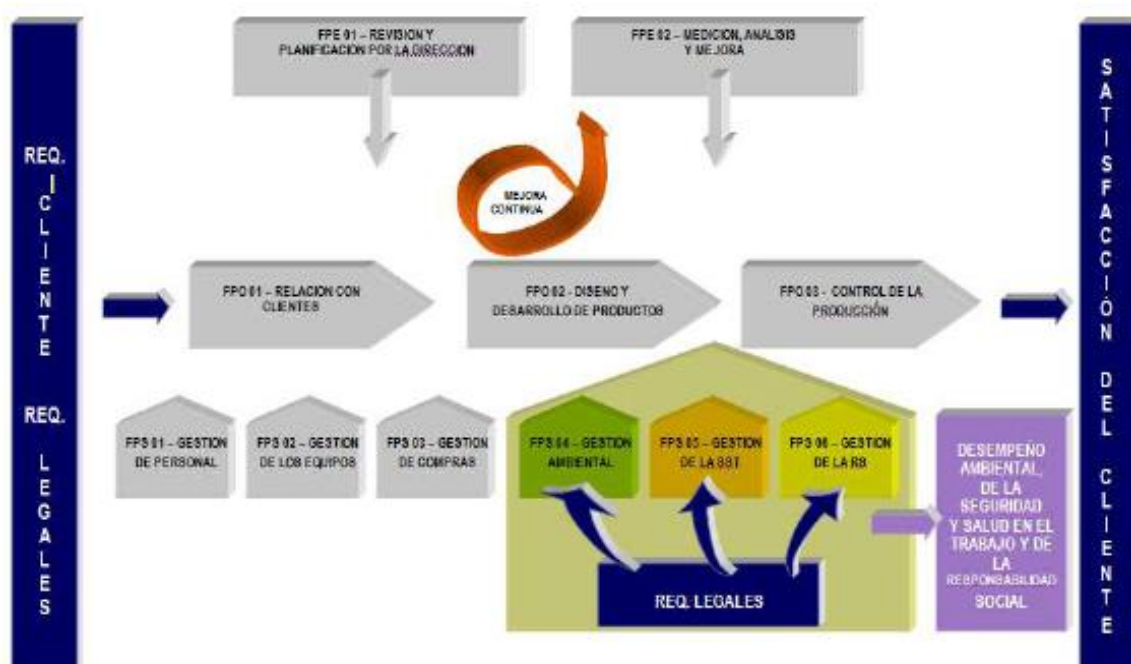 FPE 01 – REVISION Y
PLANIFICACION POR LA DIRECCION
FPE 02 – MEDICION, ANALISIS
Y MEJORA
REQ.
CLIENTE
REQ.
LEGALES
MEJORA
CONTINUA
FPO 01 – RELACION CON
CLIENTES
FPO 02 - DISEÑO Y
DESARROLLO DE PRODUCTOS
FPO 03 - CONTROL DE LA
PRODUCCIÓN
FPS 01 – GESTION
DE PERSONAL
FPS 02 – GESTION
DE LOS EQUIPOS
FPS 03 – GESTION
DE COMPRAS
FPS 04 – GESTION
AMBIENTAL
FPS 05 – GESTION
DE LA SST
FPS 06 – GESTION
DE LA RS
REQ. LEGALES
DESEMPEÑO
AMBIENTAL,
DE LA
SEGURIDAD
Y SALUD EN EL
TRABAJO Y DE
LA
RESPONSABILIDAD
SOCIAL
SATISFACCIÓN DEL CLIENTE